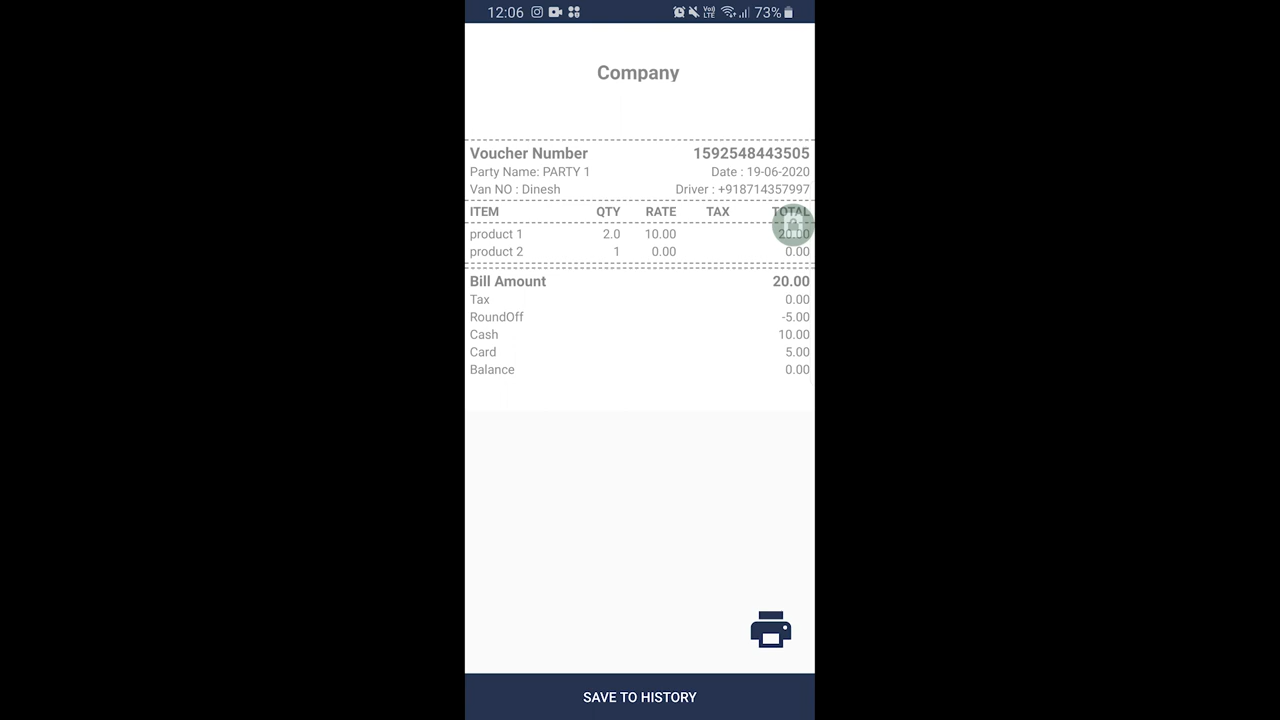 12:06 73%
Company
Voucher Number 1592548443505
Party Name: PARTY 1 Date : 19-06-2020
Van NO : Dinesh Driver : +918714357997
ITEM QTY RATE TAX TOTAL
product 1 2.0 10.00 20.00
product 2 1 0.00 0.00
Bill Amount 20.00
Tax 0.00
RoundOff -5.00
Cash 10.00
Card 5.00
Balance 0.00
SAVE TO HISTORY